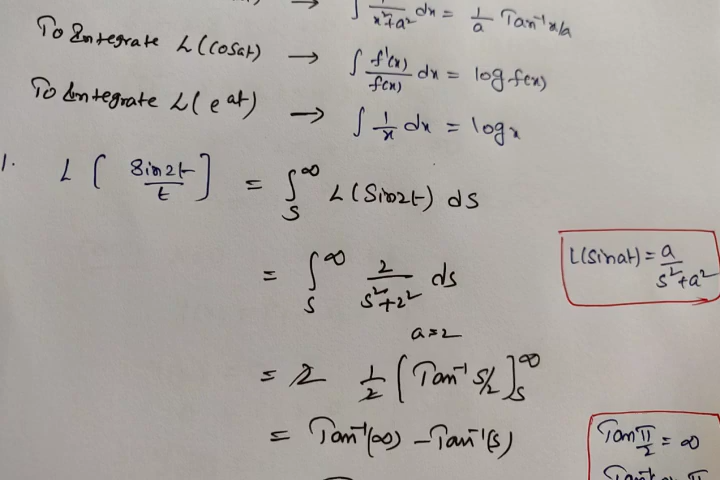 → ∫ 1/x²+a² dx = 1/a Tan⁻¹ x/a
To Integrate L(cosat) → ∫ f'(x)/f(x) dx = log f(x)
To Integrate L(e^at) → ∫ 1/x dx = log x
1. L [ Sin2t/t ] = ∫_S^∞ L(Sin2t) ds
= ∫_S^∞ 2/s²+2² ds
L(sinat) = a/s²+a²
a=2
= 2 1/2 [ Tan⁻¹ s/2 ]_S^∞
= Tan⁻¹(∞) - Tan⁻¹(s)
Tan π/2 = ∞